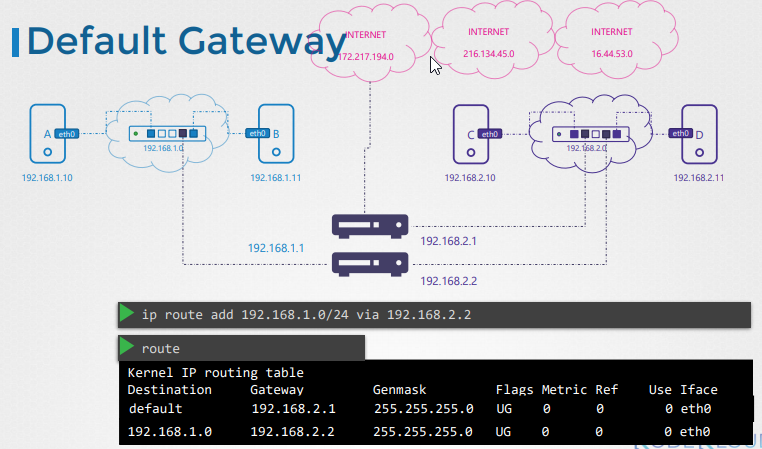 Default Gateway
INTERNET
172.217.194.0
INTERNET
216.134.45.0
INTERNET
16.44.53.0
A
eth0
192.168.1.0
eth0
B
C
eth0
192.168.2.0
eth0
D
192.168.1.10
192.168.1.11
192.168.2.10
192.168.2.11
192.168.1.1
192.168.2.1
192.168.2.2
ip route add 192.168.1.0/24 via 192.168.2.2
route
Kernel IP routing table
Destination Gateway Genmask Flags Metric Ref Use Iface
default 192.168.2.1 255.255.255.0 UG 0 0 0 eth0
192.168.1.0 192.168.2.2 255.255.255.0 UG 0 0 0 eth0